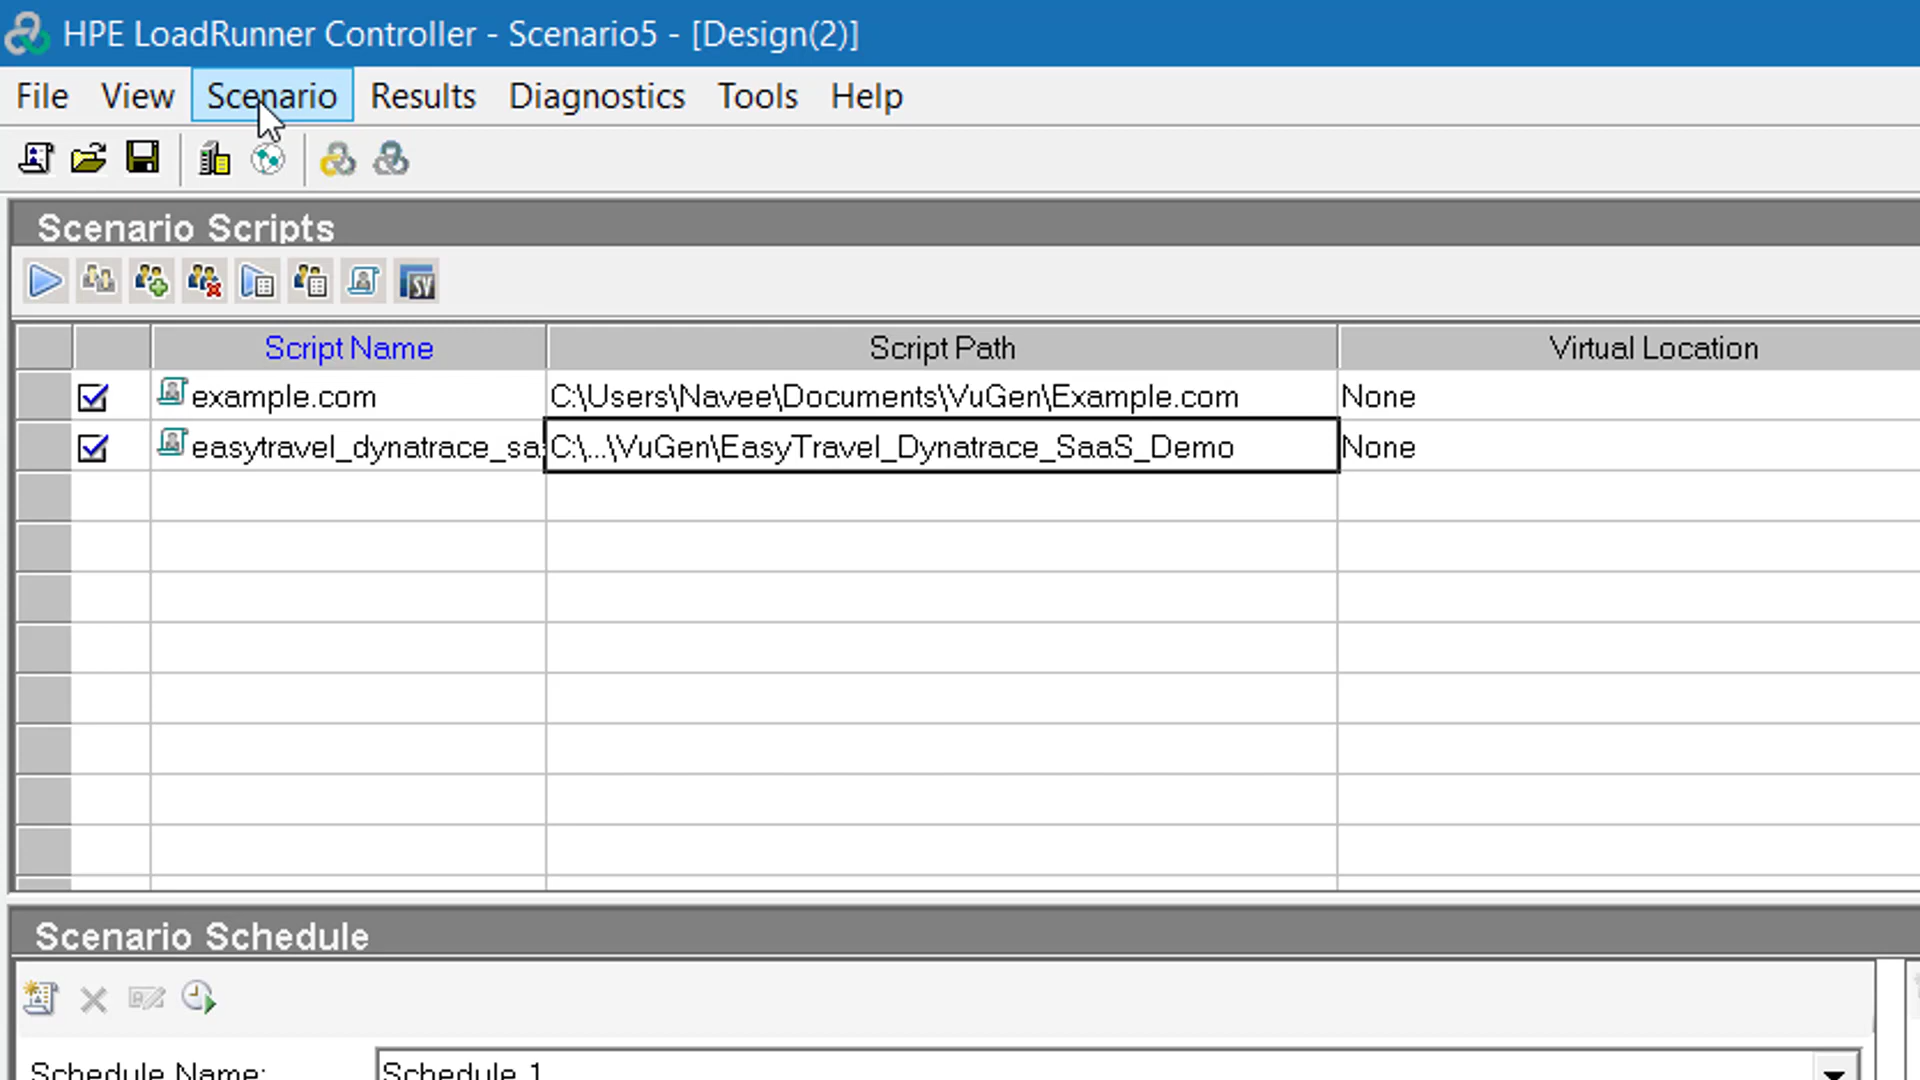 HPE LoadRunner Controller - Scenario5 - [Design(2)]
File View Scenario Results Diagnostics Tools Help
Scenario Scripts
SV
Script Name Script Path Virtual Location
example.com C:\Users\Navee\Documents\VuGen\Example.com None
easytravel_dynatrace_sa C:\...\VuGen\EasyTravel_Dynatrace_SaaS_Demo None
Scenario Schedule
Schedule Name: Schedule 1